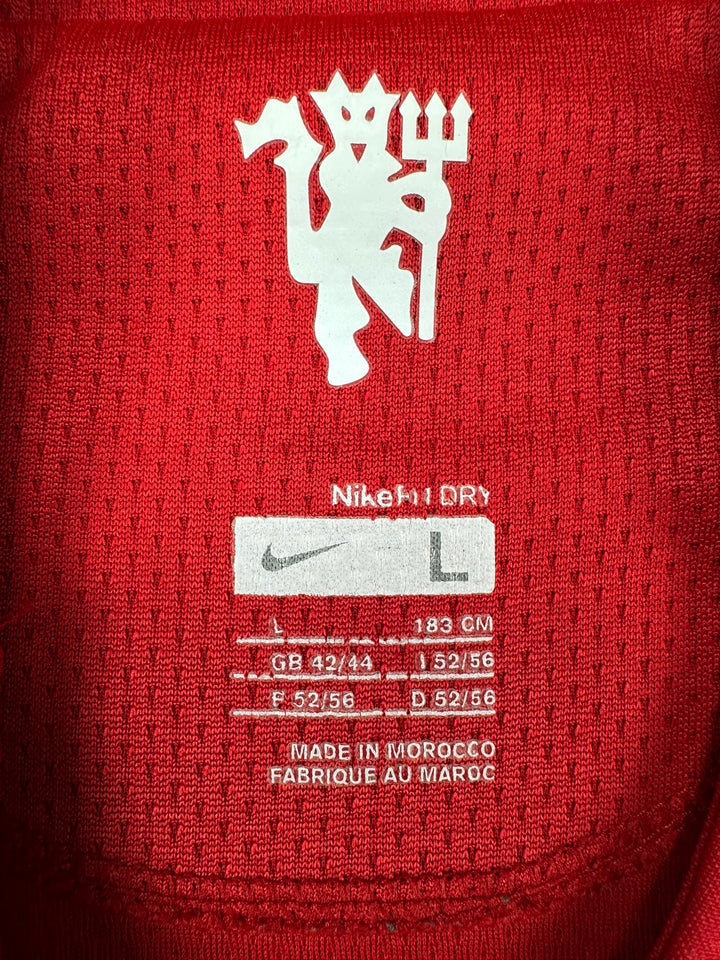 NikeFit DRY
L
L 183 CM
GB 42/44 I 52/56
F 52/56 D 52/56
MADE IN MOROCCO
FABRIQUE AU MAROC